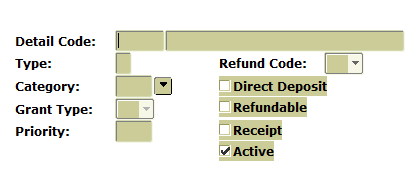 Detail Code:
Type:
Refund Code:
Category:
Direct Deposit
Grant Type:
Refundable
Priority:
Receipt
Active